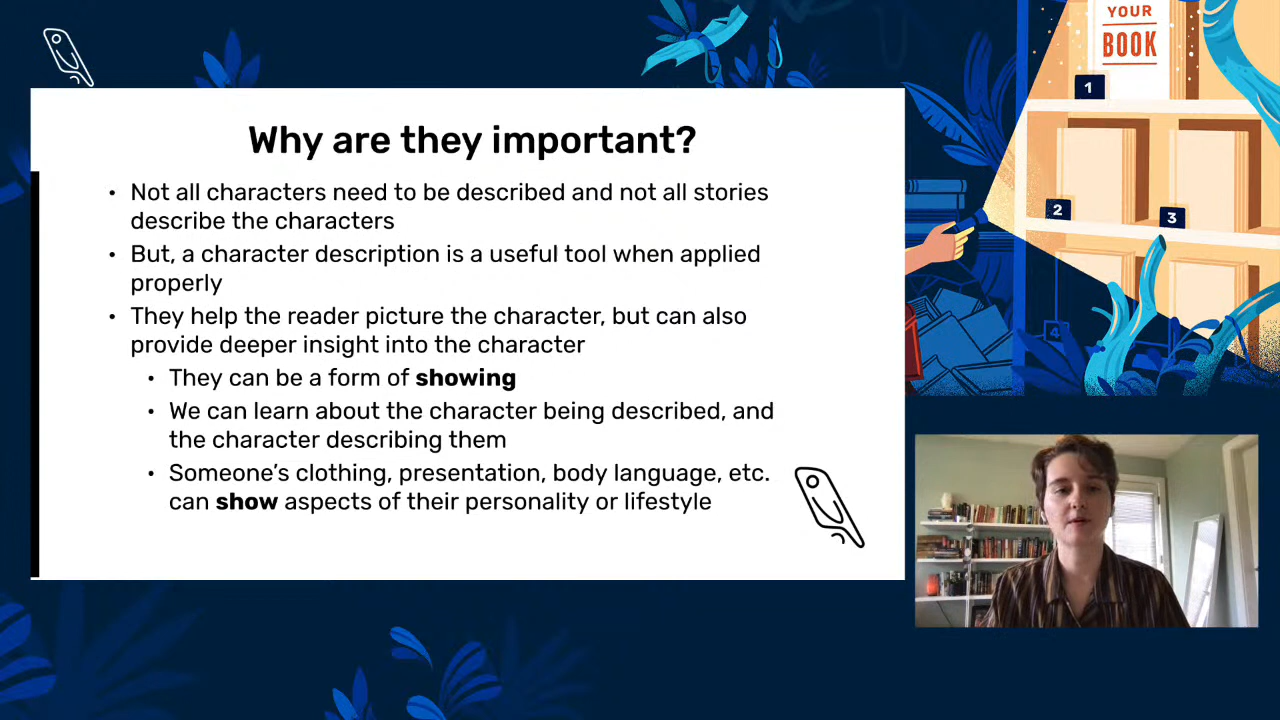 Why are they important?
• Not all characters need to be described and not all stories
describe the characters
• But, a character description is a useful tool when applied
properly
• They help the reader picture the character, but can also
provide deeper insight into the character
• They can be a form of showing
• We can learn about the character being described, and
the character describing them
• Someone’s clothing, presentation, body language, etc.
can show aspects of their personality or lifestyle
YOUR
BOOK
1
2
3
4